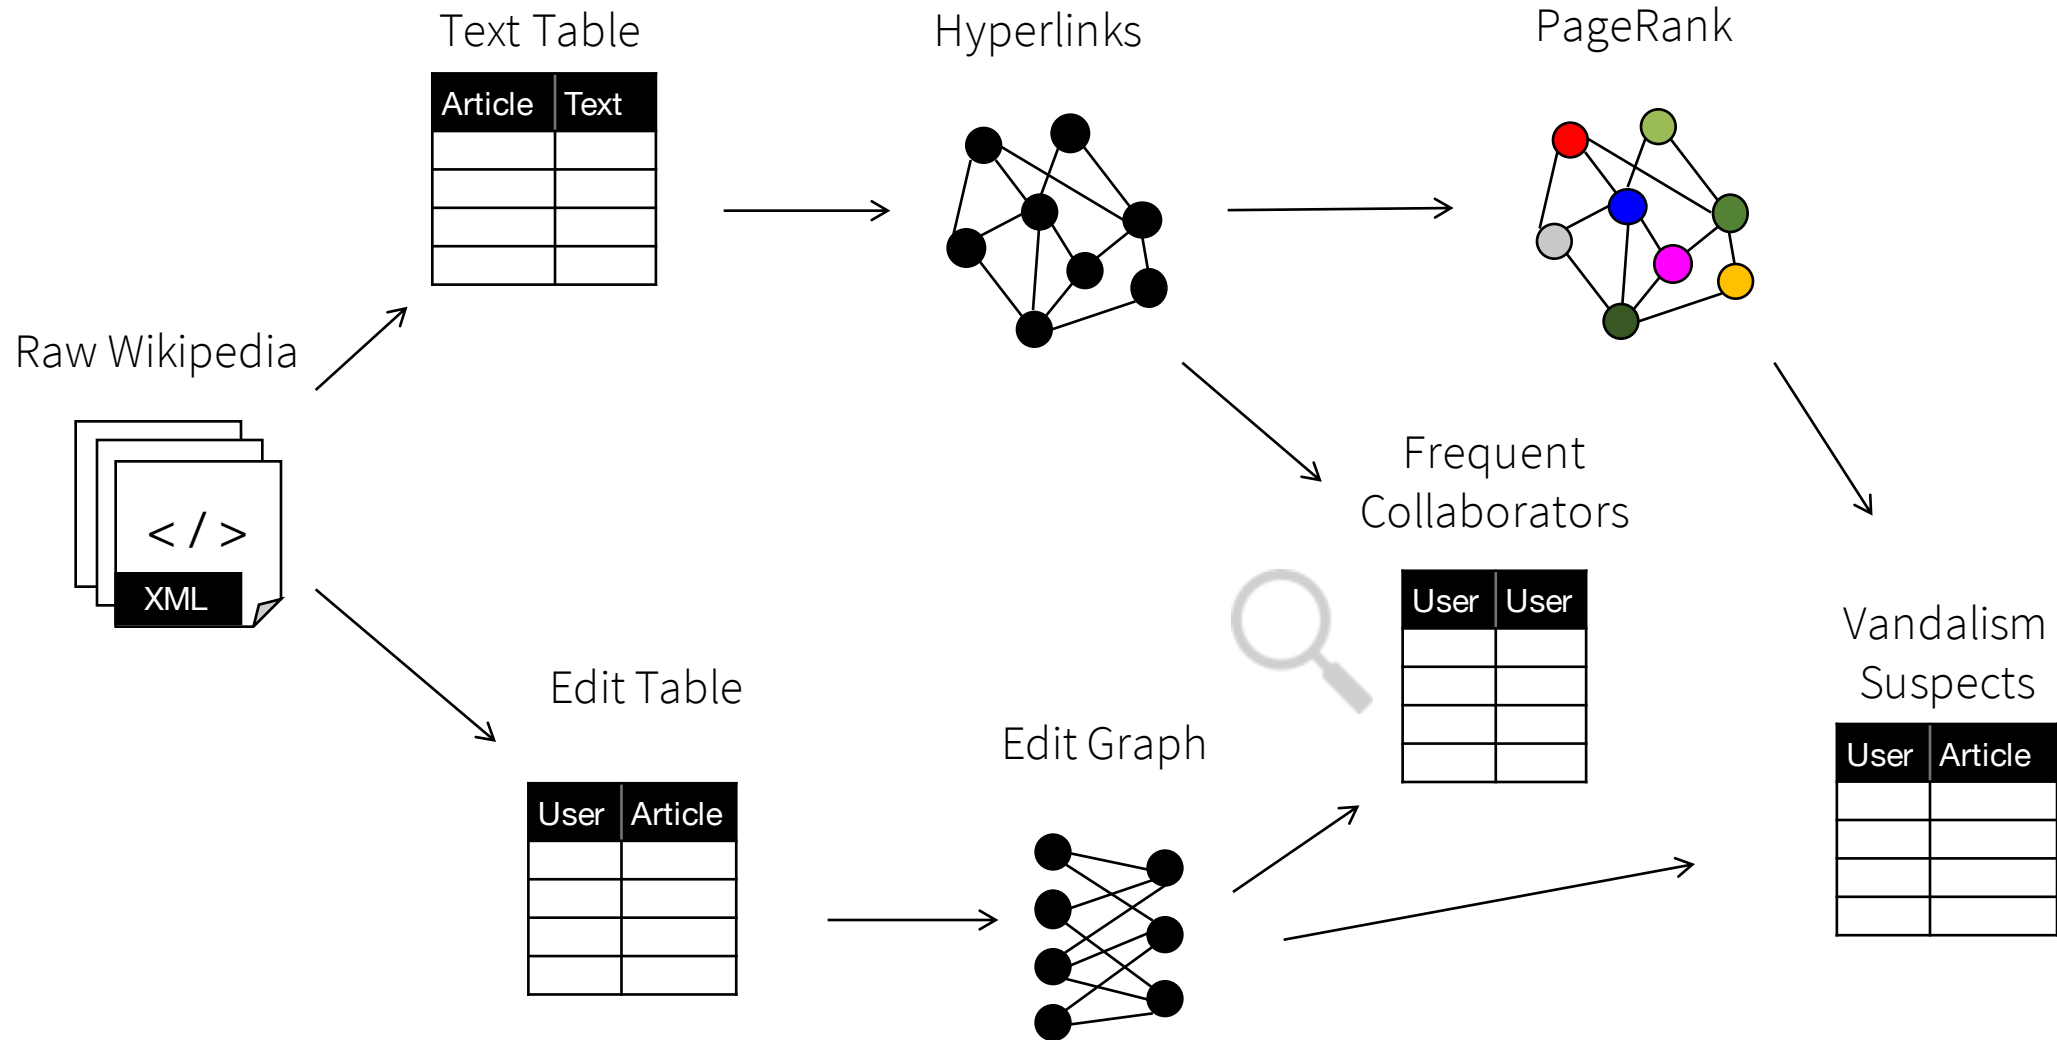 Text Table
Article Text
Hyperlinks
PageRank
Raw Wikipedia
< / >
XML
Frequent
Collaborators
User User
Vandalism
Suspects
User Article
Edit Table
User Article
Edit Graph